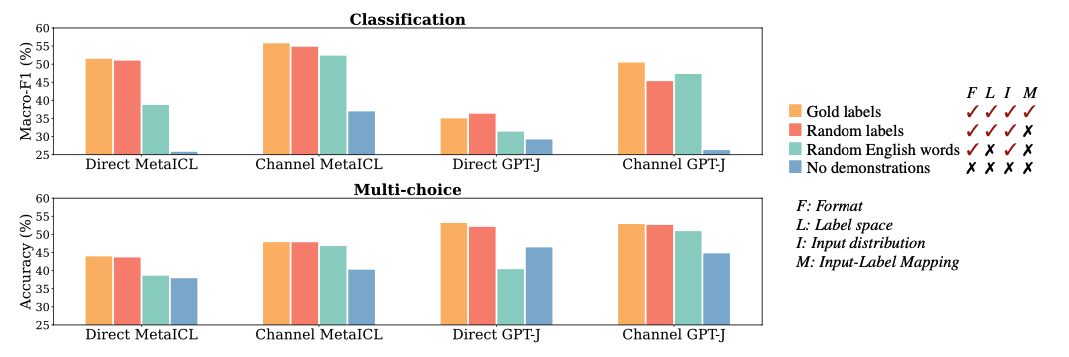 Classification
Macro-F1 (%)
60
55
50
45
40
35
30
25
Direct MetaICL
Channel MetaICL
Direct GPT-J
Channel GPT-J
Multi-choice
Accuracy (%)
60
55
50
45
40
35
30
25
Direct MetaICL
Channel MetaICL
Direct GPT-J
Channel GPT-J
F L I M
Gold labels ✓ ✓ ✓ ✓
Random labels ✓ ✓ ✓ ✗
Random English words ✓ ✗ ✓ ✗
No demonstrations ✗ ✗ ✗ ✗
F: Format
L: Label space
I: Input distribution
M: Input-Label Mapping